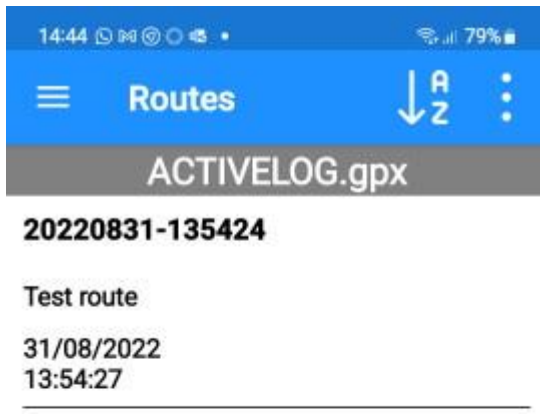 14:44 79%
Routes A Z
ACTIVELOG.gpx
20220831-135424
Test route
31/08/2022
13:54:27